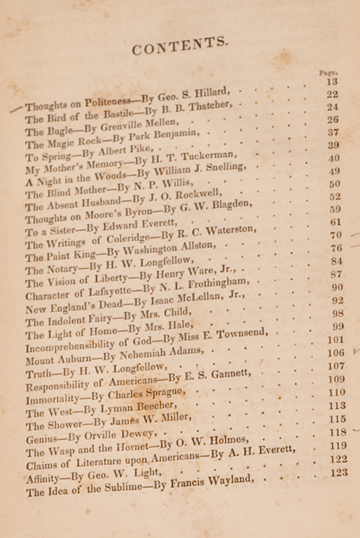 CONTENTS.
Page.
Thoughts on Politeness—By Geo. S. Hillard, . . . . 13
The Bird of the Bastile—By B. B. Thatcher, . . . . 22
The Bugle—By Grenville Mellen, . . . . 24
The Magic Rock—By Park Benjamin, . . . . 26
To Spring—By Albert Pike, . . . . 37
My Mother's Memory—By H. T. Tuckerman, . . . . 39
A Night in the Woods—By William J. Snelling, . . . . 40
The Blind Mother—By N. P. Willis, . . . . 49
The Absent Husband—By J. O. Rockwell, . . . . 50
Thoughts on Moore's Byron—By G. W. Blagden, . . . . 52
To a Sister—By Edward Everett, . . . . 59
The Writings of Coleridge—By R. C. Waterston, . . . . 61
The Paint King—By Washington Allston, . . . . 70
The Notary—By H. W. Longfellow, . . . . 76
The Vision of Liberty—By Henry Ware, Jr., . . . . 84
Character of Lafayette—By N. L. Frothingham, . . . . 87
New England's Dead—By Isaac McLellan, Jr., . . . . 90
The Indolent Fairy—By Mrs. Child, . . . . 92
The Light of Home—By Mrs. Hale, . . . . 98
Incomprehensibility of God—By Miss E. Townsend, . . 99
Mount Auburn—By Nehemiah Adams, . . . . 101
Truth—By H. W. Longfellow, . . . . 106
Responsibility of Americans—By E. S. Gannett, . . . . 107
Immortality—By Charles Sprague, . . . . 109
The West—By Lyman Beecher, . . . . 110
The Shower—By James W. Miller, . . . . 113
Genius—By Orville Dewey, . . . . 115
The Wasp and the Hornet—By O. W. Holmes, . . . . 118
Claims of Literature upon Americans—By A. H. Everett, . 119
Affinity—By Geo. W. Light, . . . . 122
The Idea of the Sublime—By Francis Wayland, . . . . 123